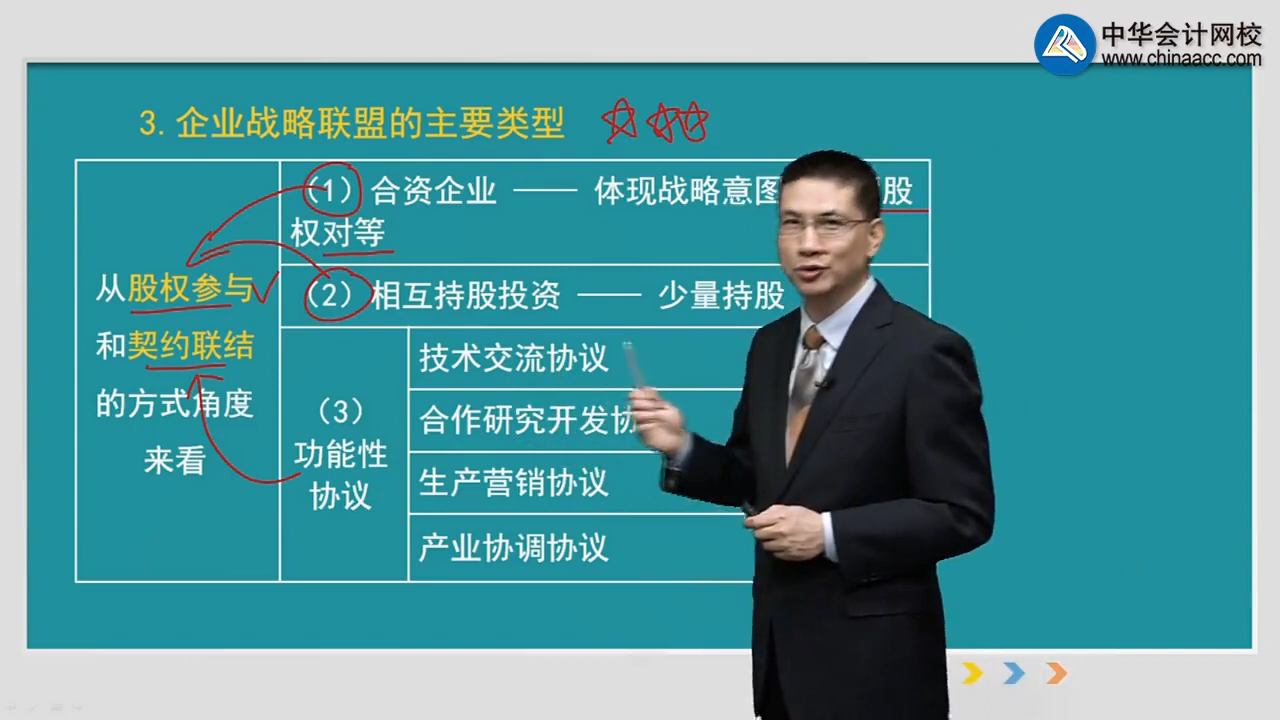 中华会计网校
www.chinaacc.com
3. 企业战略联盟的主要类型
从股权参与
和契约联结
的方式角度
来看
（1）合资企业 —— 体现战略意图
股
权对等
（2）相互持股投资 —— 少量持股
（3）
功能性
协议
技术交流协议
合作研究开发协
生产营销协议
产业协调协议